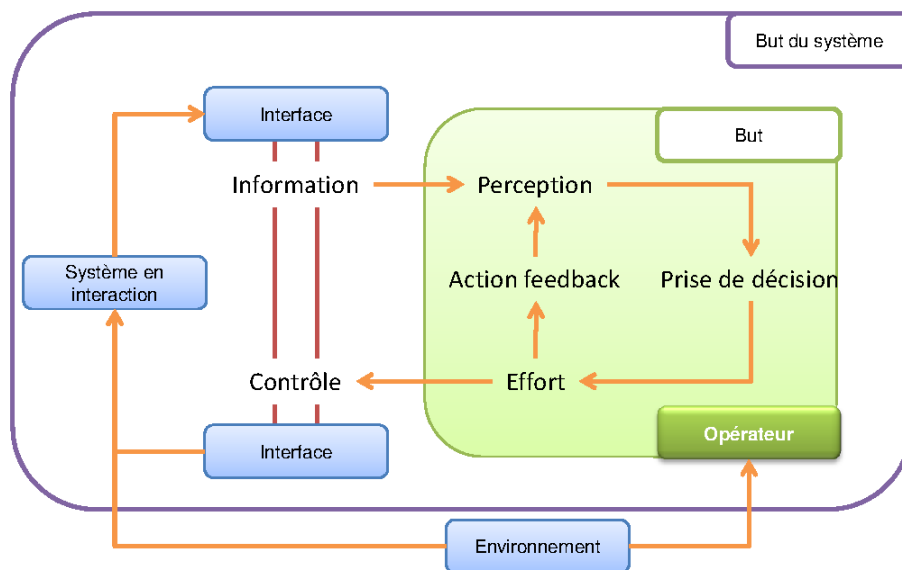 But du système
Interface
But
Information
Perception
Système en
interaction
Action feedback
Prise de décision
Contrôle
Effort
Opérateur
Interface
Environnement